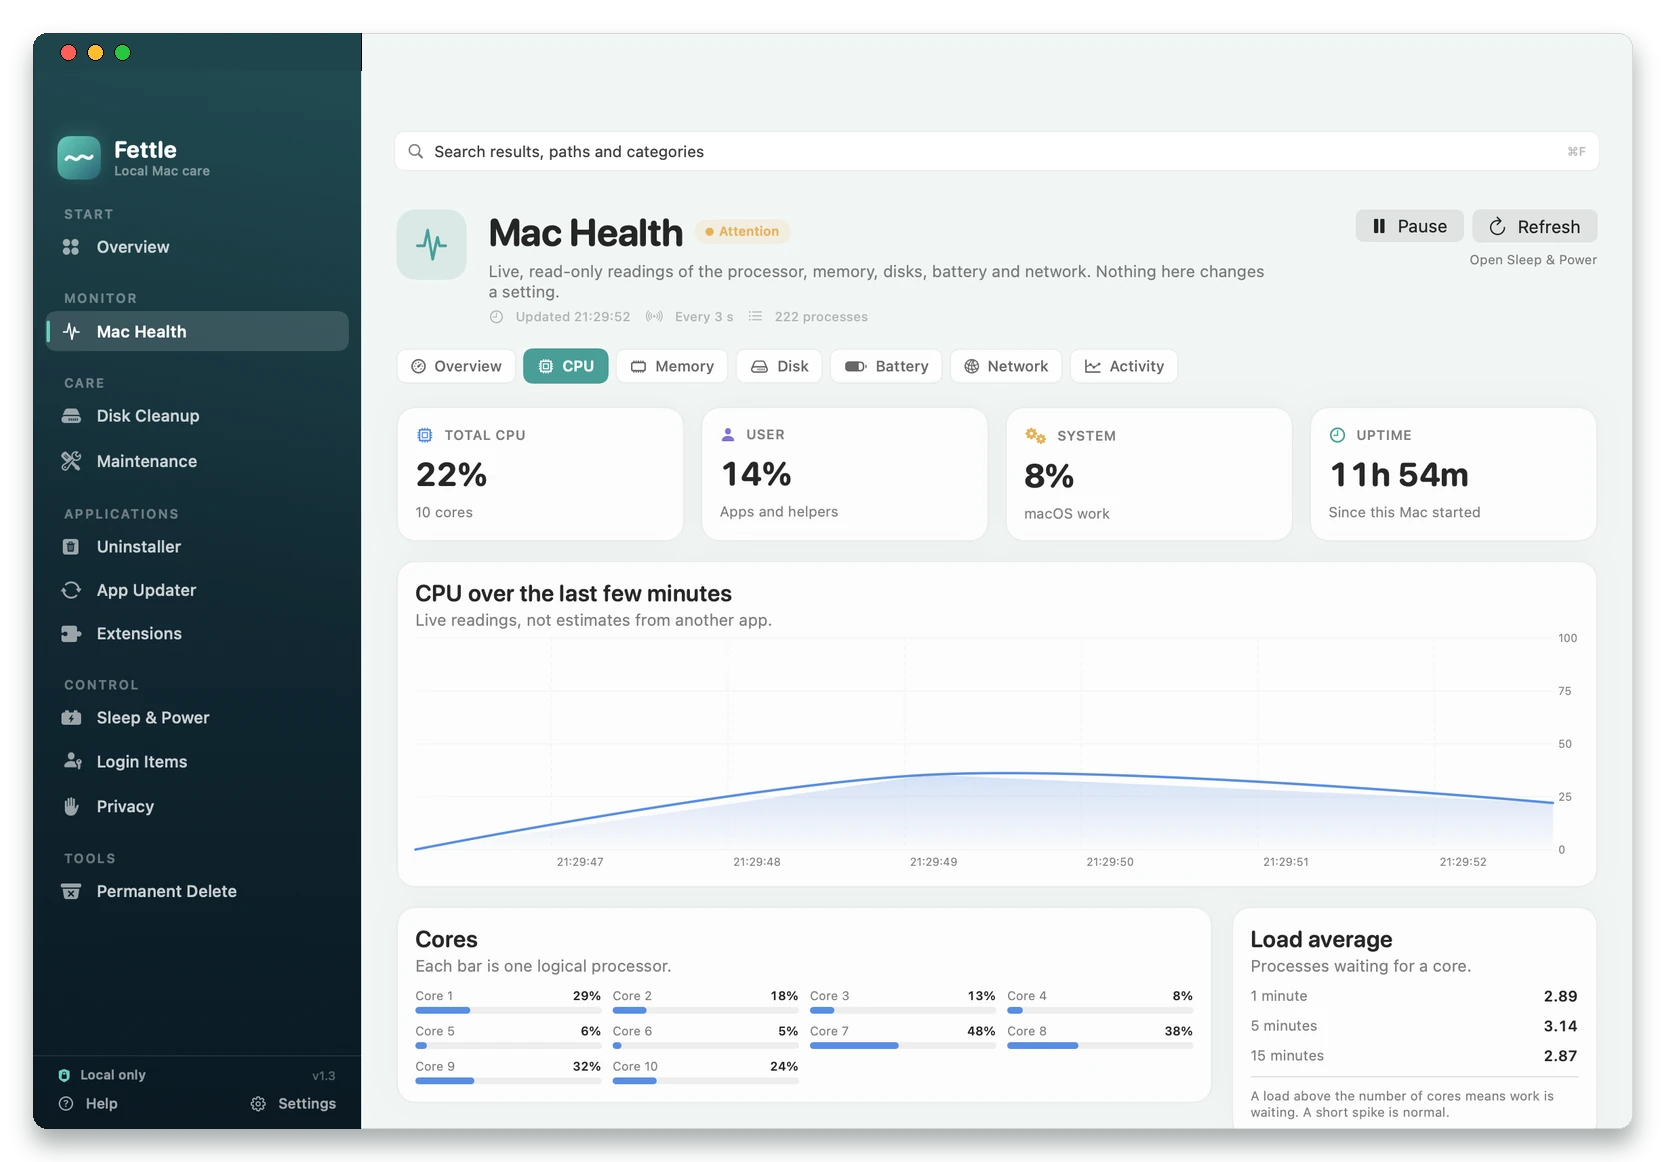 Fettle
Local Mac care
START
Overview
MONITOR
Mac Health
CARE
Disk Cleanup
Maintenance
APPLICATIONS
Uninstaller
App Updater
Extensions
CONTROL
Sleep & Power
Login Items
Privacy
TOOLS
Permanent Delete
Local only v1.3
Help Settings
Search results, paths and categories ⌘F
Mac Health Attention
Pause Refresh
Open Sleep & Power
Live, read-only readings of the processor, memory, disks, battery and network. Nothing here changes
a setting.
Updated 21:29:52 Every 3 s 222 processes
Overview CPU Memory Disk Battery Network Activity
TOTAL CPU
22%
10 cores
USER
14%
Apps and helpers
SYSTEM
8%
macOS work
UPTIME
11h 54m
Since this Mac started
CPU over the last few minutes
Live readings, not estimates from another app.
100
75
50
25
0
21:29:47 21:29:48 21:29:49 21:29:50 21:29:51 21:29:52
Cores
Each bar is one logical processor.
Core 1 29% Core 2 18% Core 3 13% Core 4 8%
Core 5 6% Core 6 5% Core 7 48% Core 8 38%
Core 9 32% Core 10 24%
Load average
Processes waiting for a core.
1 minute 2.89
5 minutes 3.14
15 minutes 2.87
A load above the number of cores means work is
waiting. A short spike is normal.